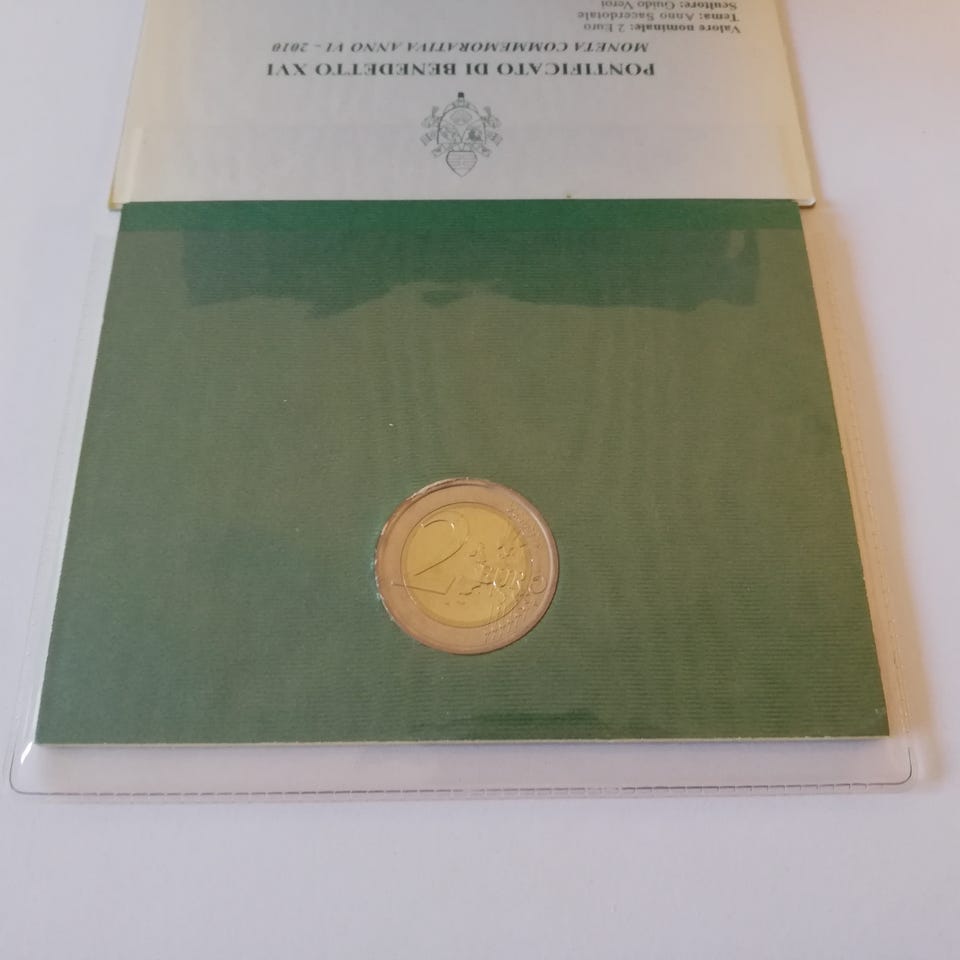 PONTIFICATO DI BENEDETTO XVI
MONETA COMMEMORATIVA ANNO VI - 2010
Valore nominale: 2 Euro
Tema: Anno Sacerdotale
Scultore: Guido Veroi
2 EURO